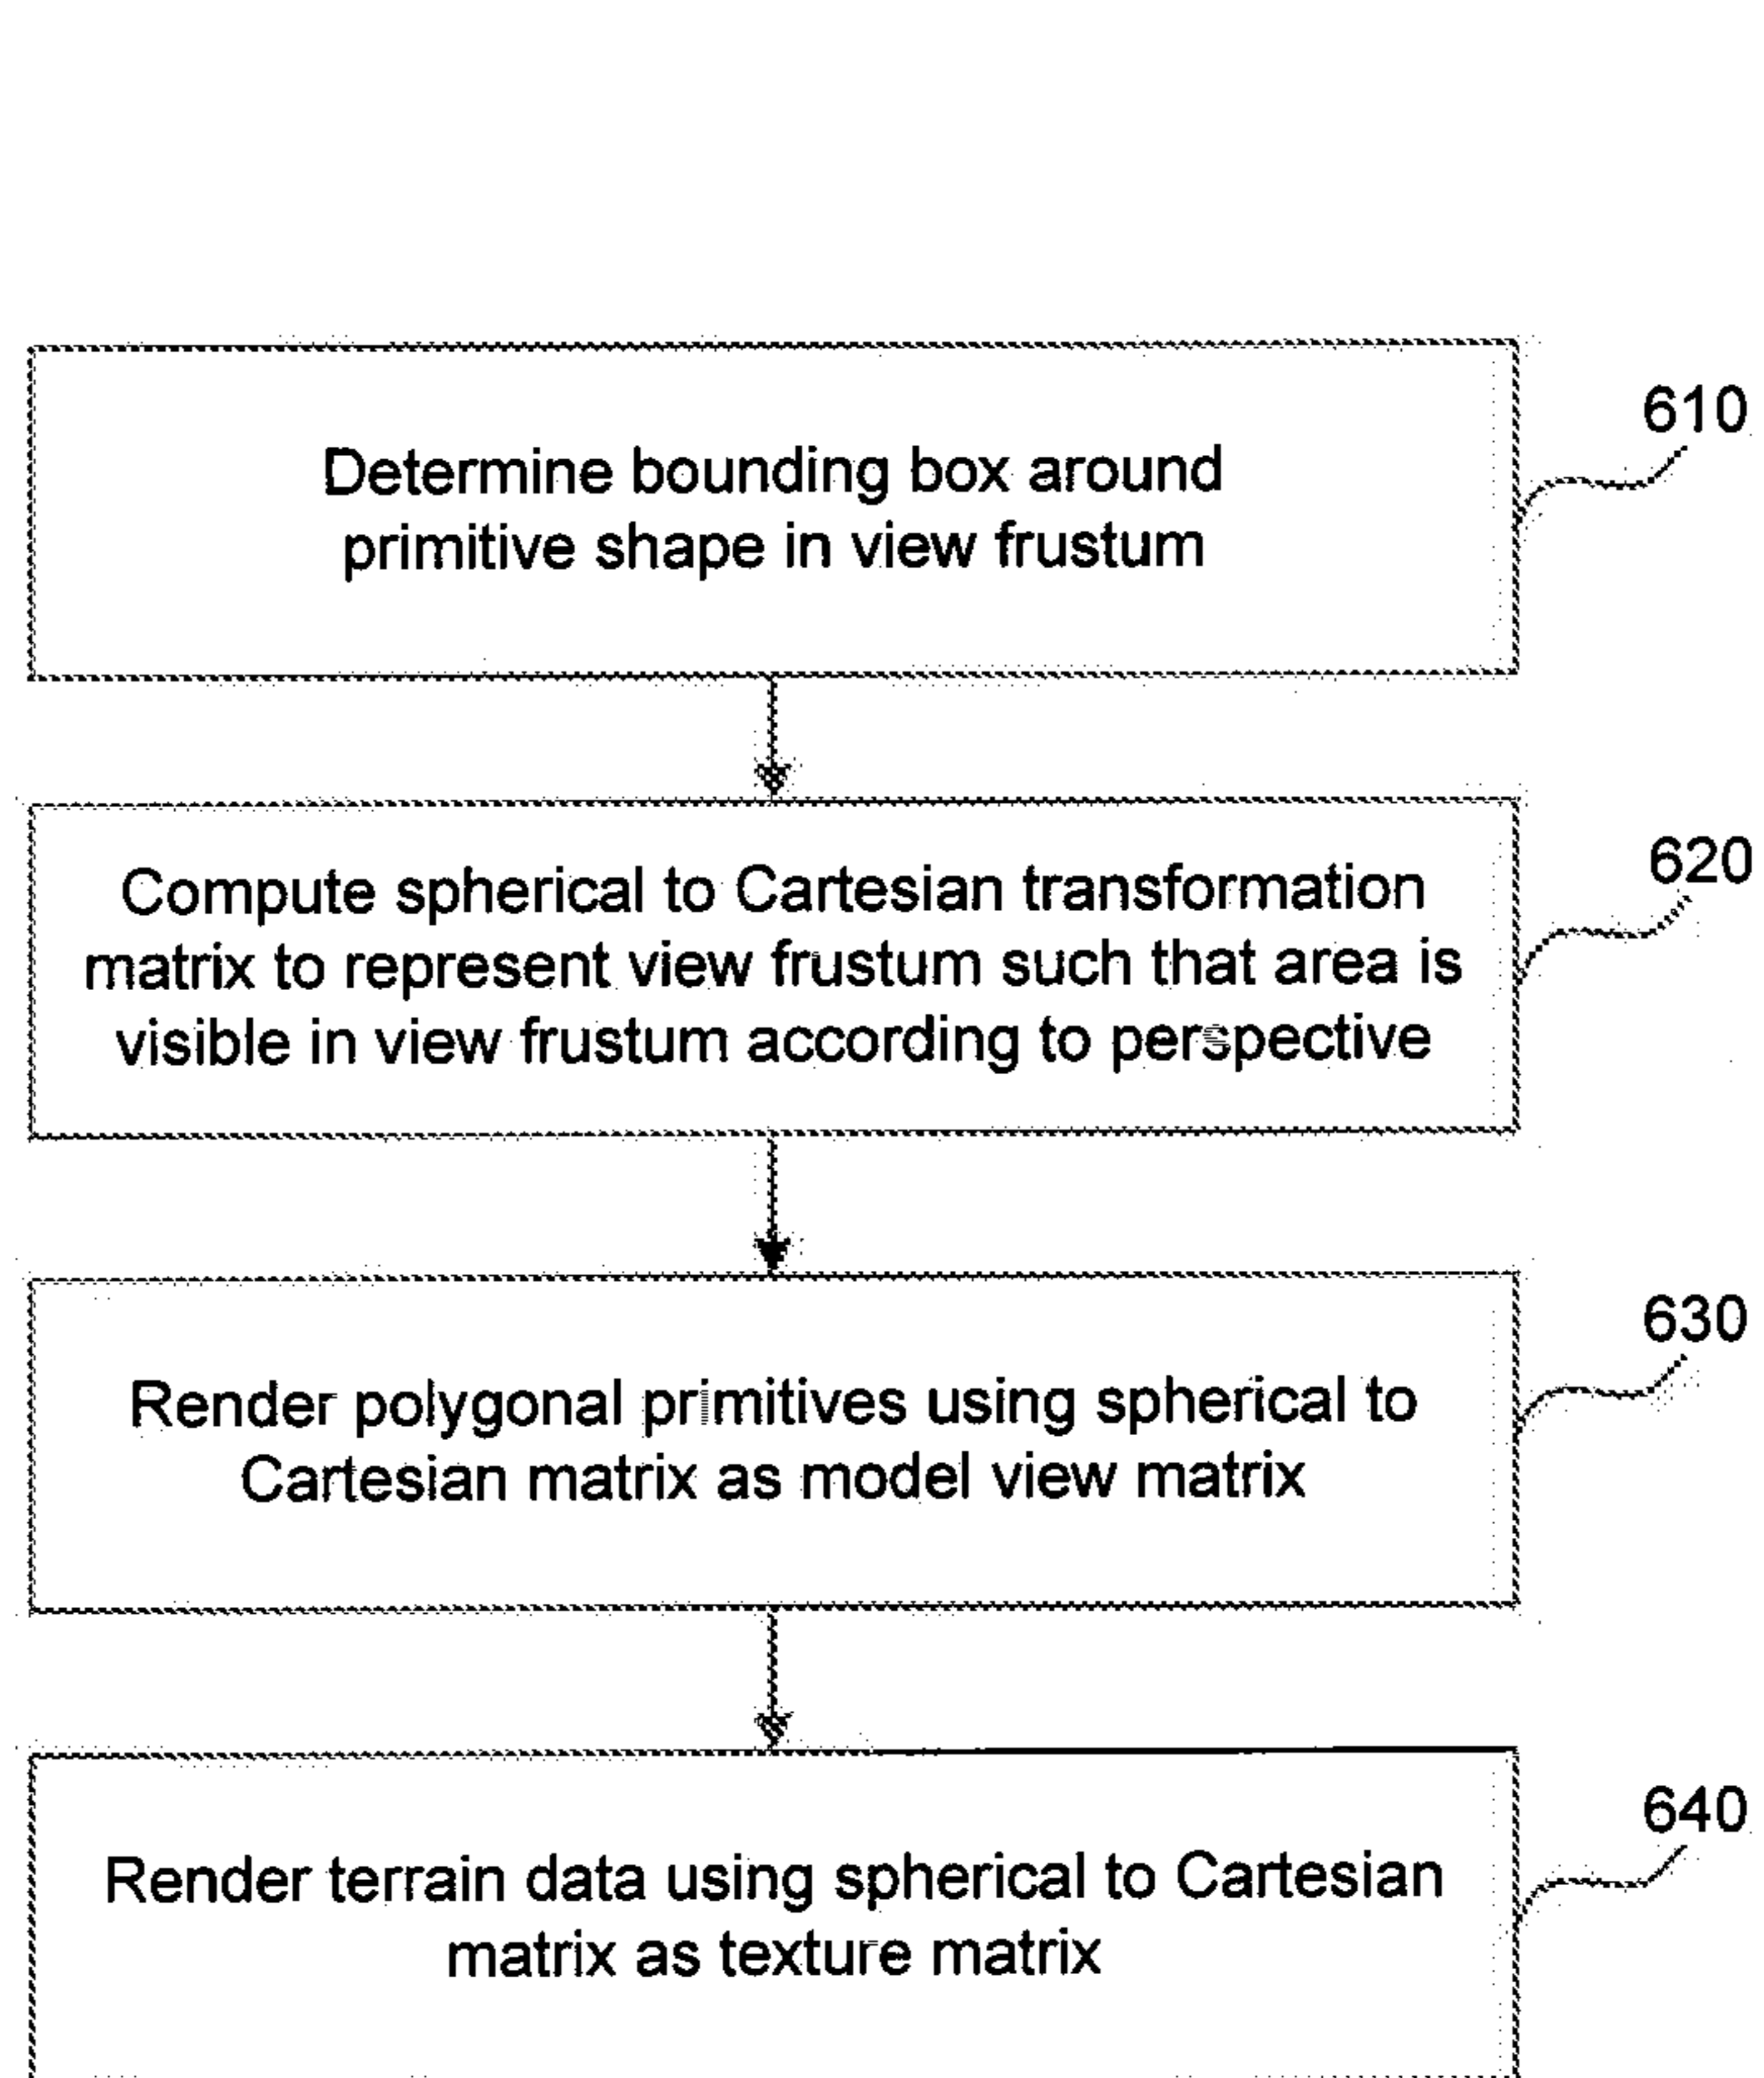 610
Determine bounding box around
primitive shape in view frustum
620
Compute spherical to Cartesian transformation
matrix to represent view frustum such that area is
visible in view frustum according to perspective
630
Render polygonal primitives using spherical to
Cartesian matrix as model view matrix
640
Render terrain data using spherical to Cartesian
matrix as texture matrix